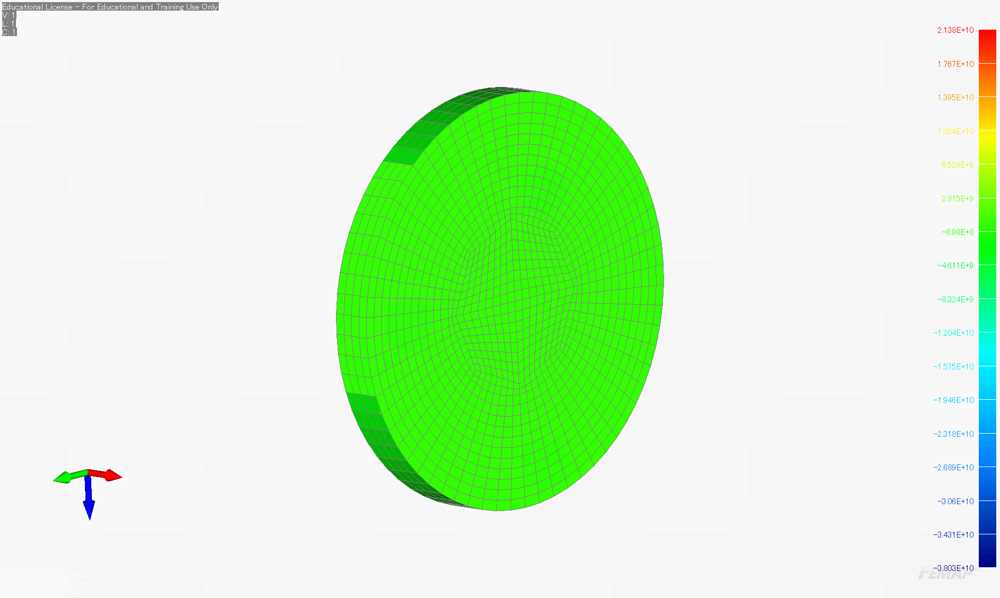 Educational License - For Educational and Training Use Only
V: 1
L: 1
C: 1
2.138E+10
1.767E+10
1.395E+10
1.024E+10
6.528E+9
2.815E+9
-8.98E+8
-4.611E+9
-8.324E+9
-1.204E+10
-1.575E+10
-1.946E+10
-2.318E+10
-2.689E+10
-3.06E+10
-3.431E+10
-3.803E+10
FEMAP